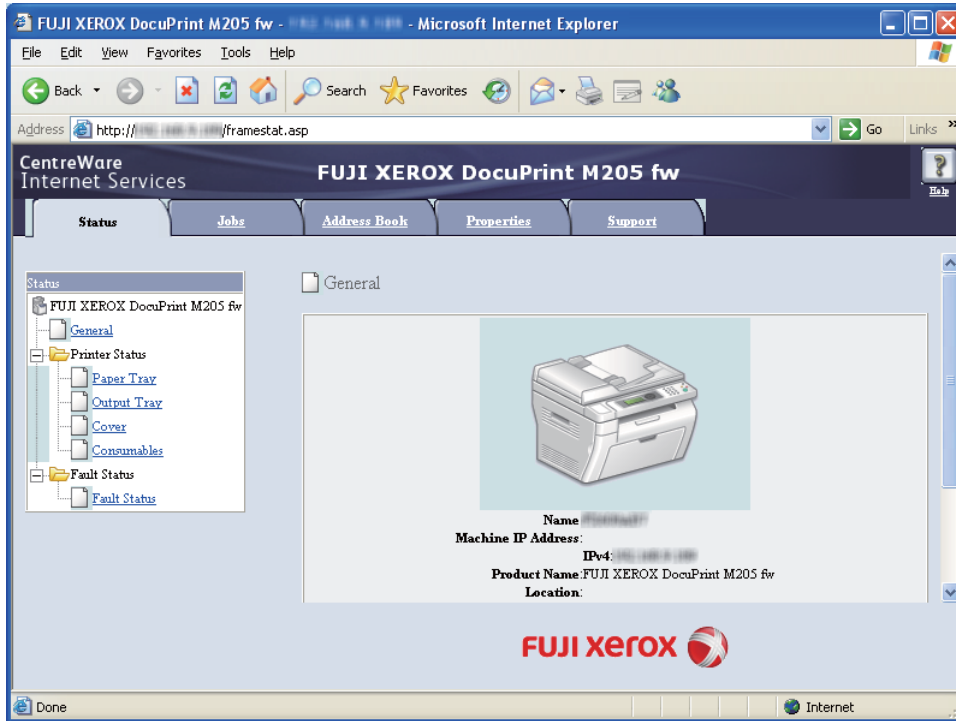 FUJI XEROX DocuPrint M205 fw - - Microsoft Internet Explorer
File Edit View Favorites Tools Help
Back Search Favorites
Address http:// /framestat.asp Go Links »
CentreWare
Internet Services
FUJI XEROX DocuPrint M205 fw
Help
Status Jobs Address Book Properties Support
Status
FUJI XEROX DocuPrint M205 fw
General
Printer Status
Paper Tray
Output Tray
Cover
Consumables
Fault Status
Fault Status
General
Name
Machine IP Address:
IPv4:
Product Name:FUJI XEROX DocuPrint M205 fw
Location:
FUJI xerox
Done Internet